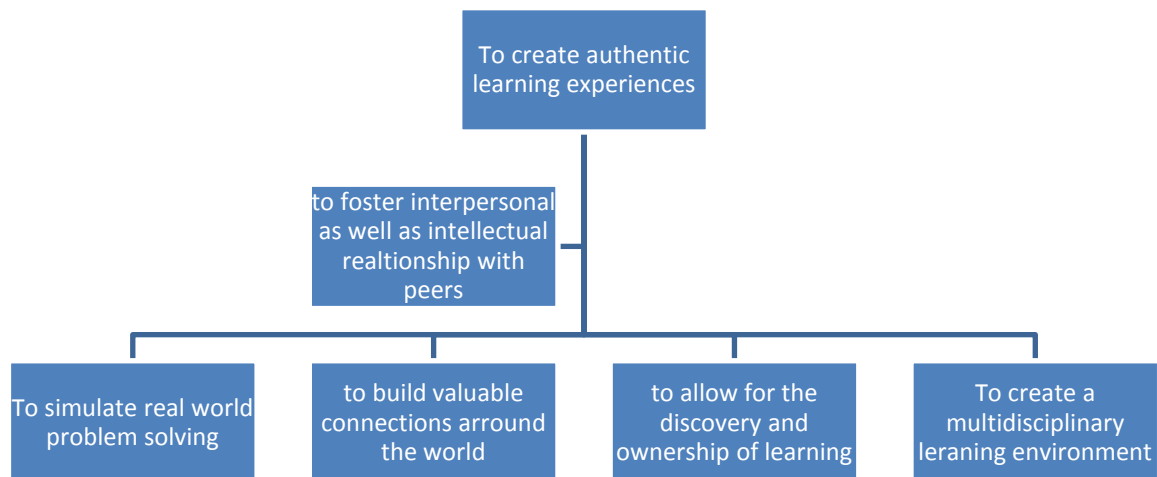 To create authentic
learning experiences
to foster interpersonal
as well as intellectual
realtionship with
peers
To simulate real world
problem solving
to build valuable
connections arround
the world
to allow for the
discovery and
ownership of learning
To create a
multidisciplinary
leraning environment